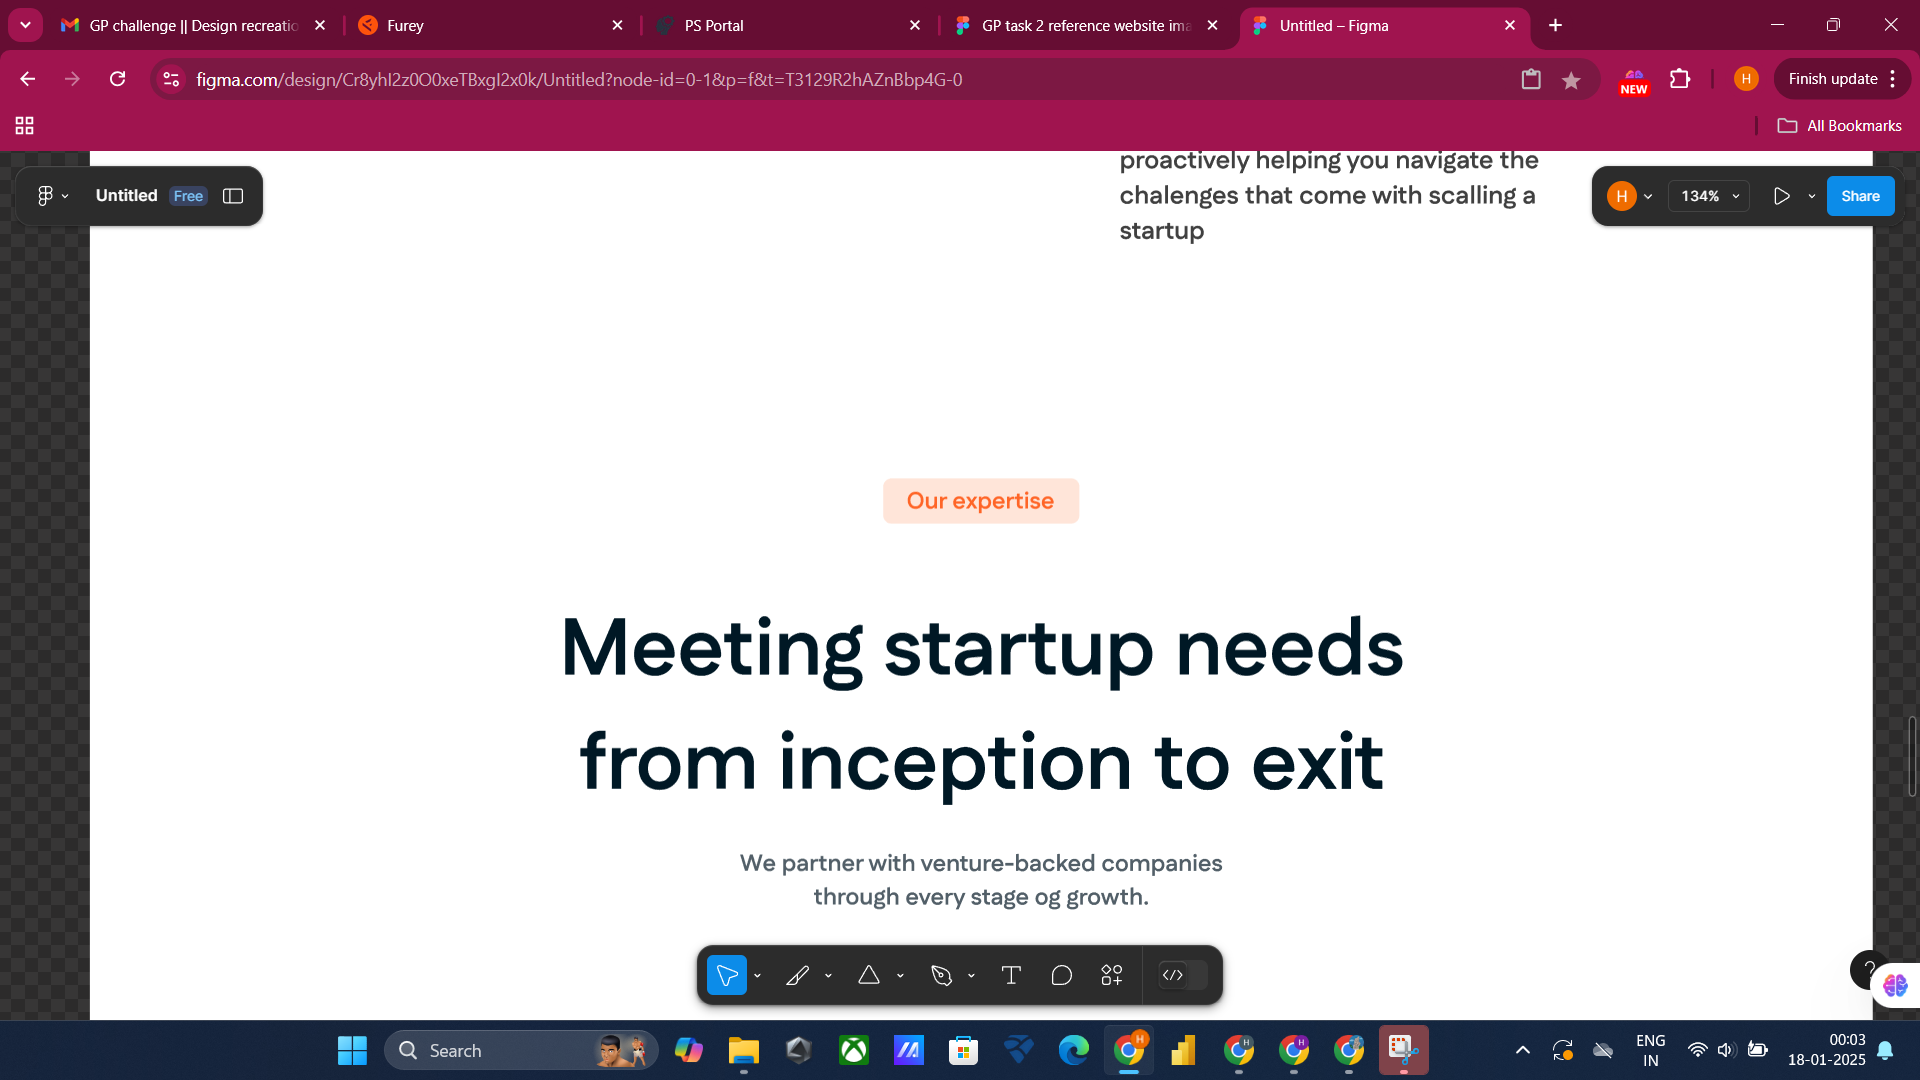 GP challenge || Design recreatio
Furey
PS Portal
GP task 2 reference website ima
Untitled – Figma
figma.com/design/Cr8yhI2z0O0xeTBxgI2x0k/Untitled?node-id=0-1&p=f&t=T3129R2hAZnBbp4G-0
NEW
H
Finish update
All Bookmarks
Untitled
Free
H
134%
Share
proactively helping you navigate the
chalenges that come with scalling a
startup
Our expertise
Meeting startup needs
from inception to exit
We partner with venture-backed companies
through every stage og growth.
?
Search
H
H
H
ENG
IN
00:03
18-01-2025